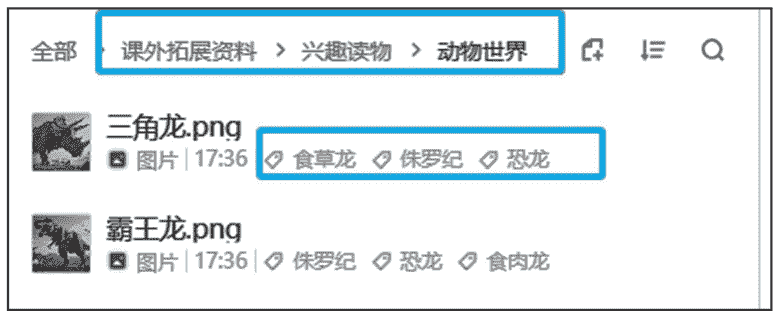 全部 > 课外拓展资料 > 兴趣读物 > 动物世界
三角龙.png
图片 | 17:36 食草龙 侏罗纪 恐龙
霸王龙.png
图片 | 17:36 | 侏罗纪 恐龙 食肉龙